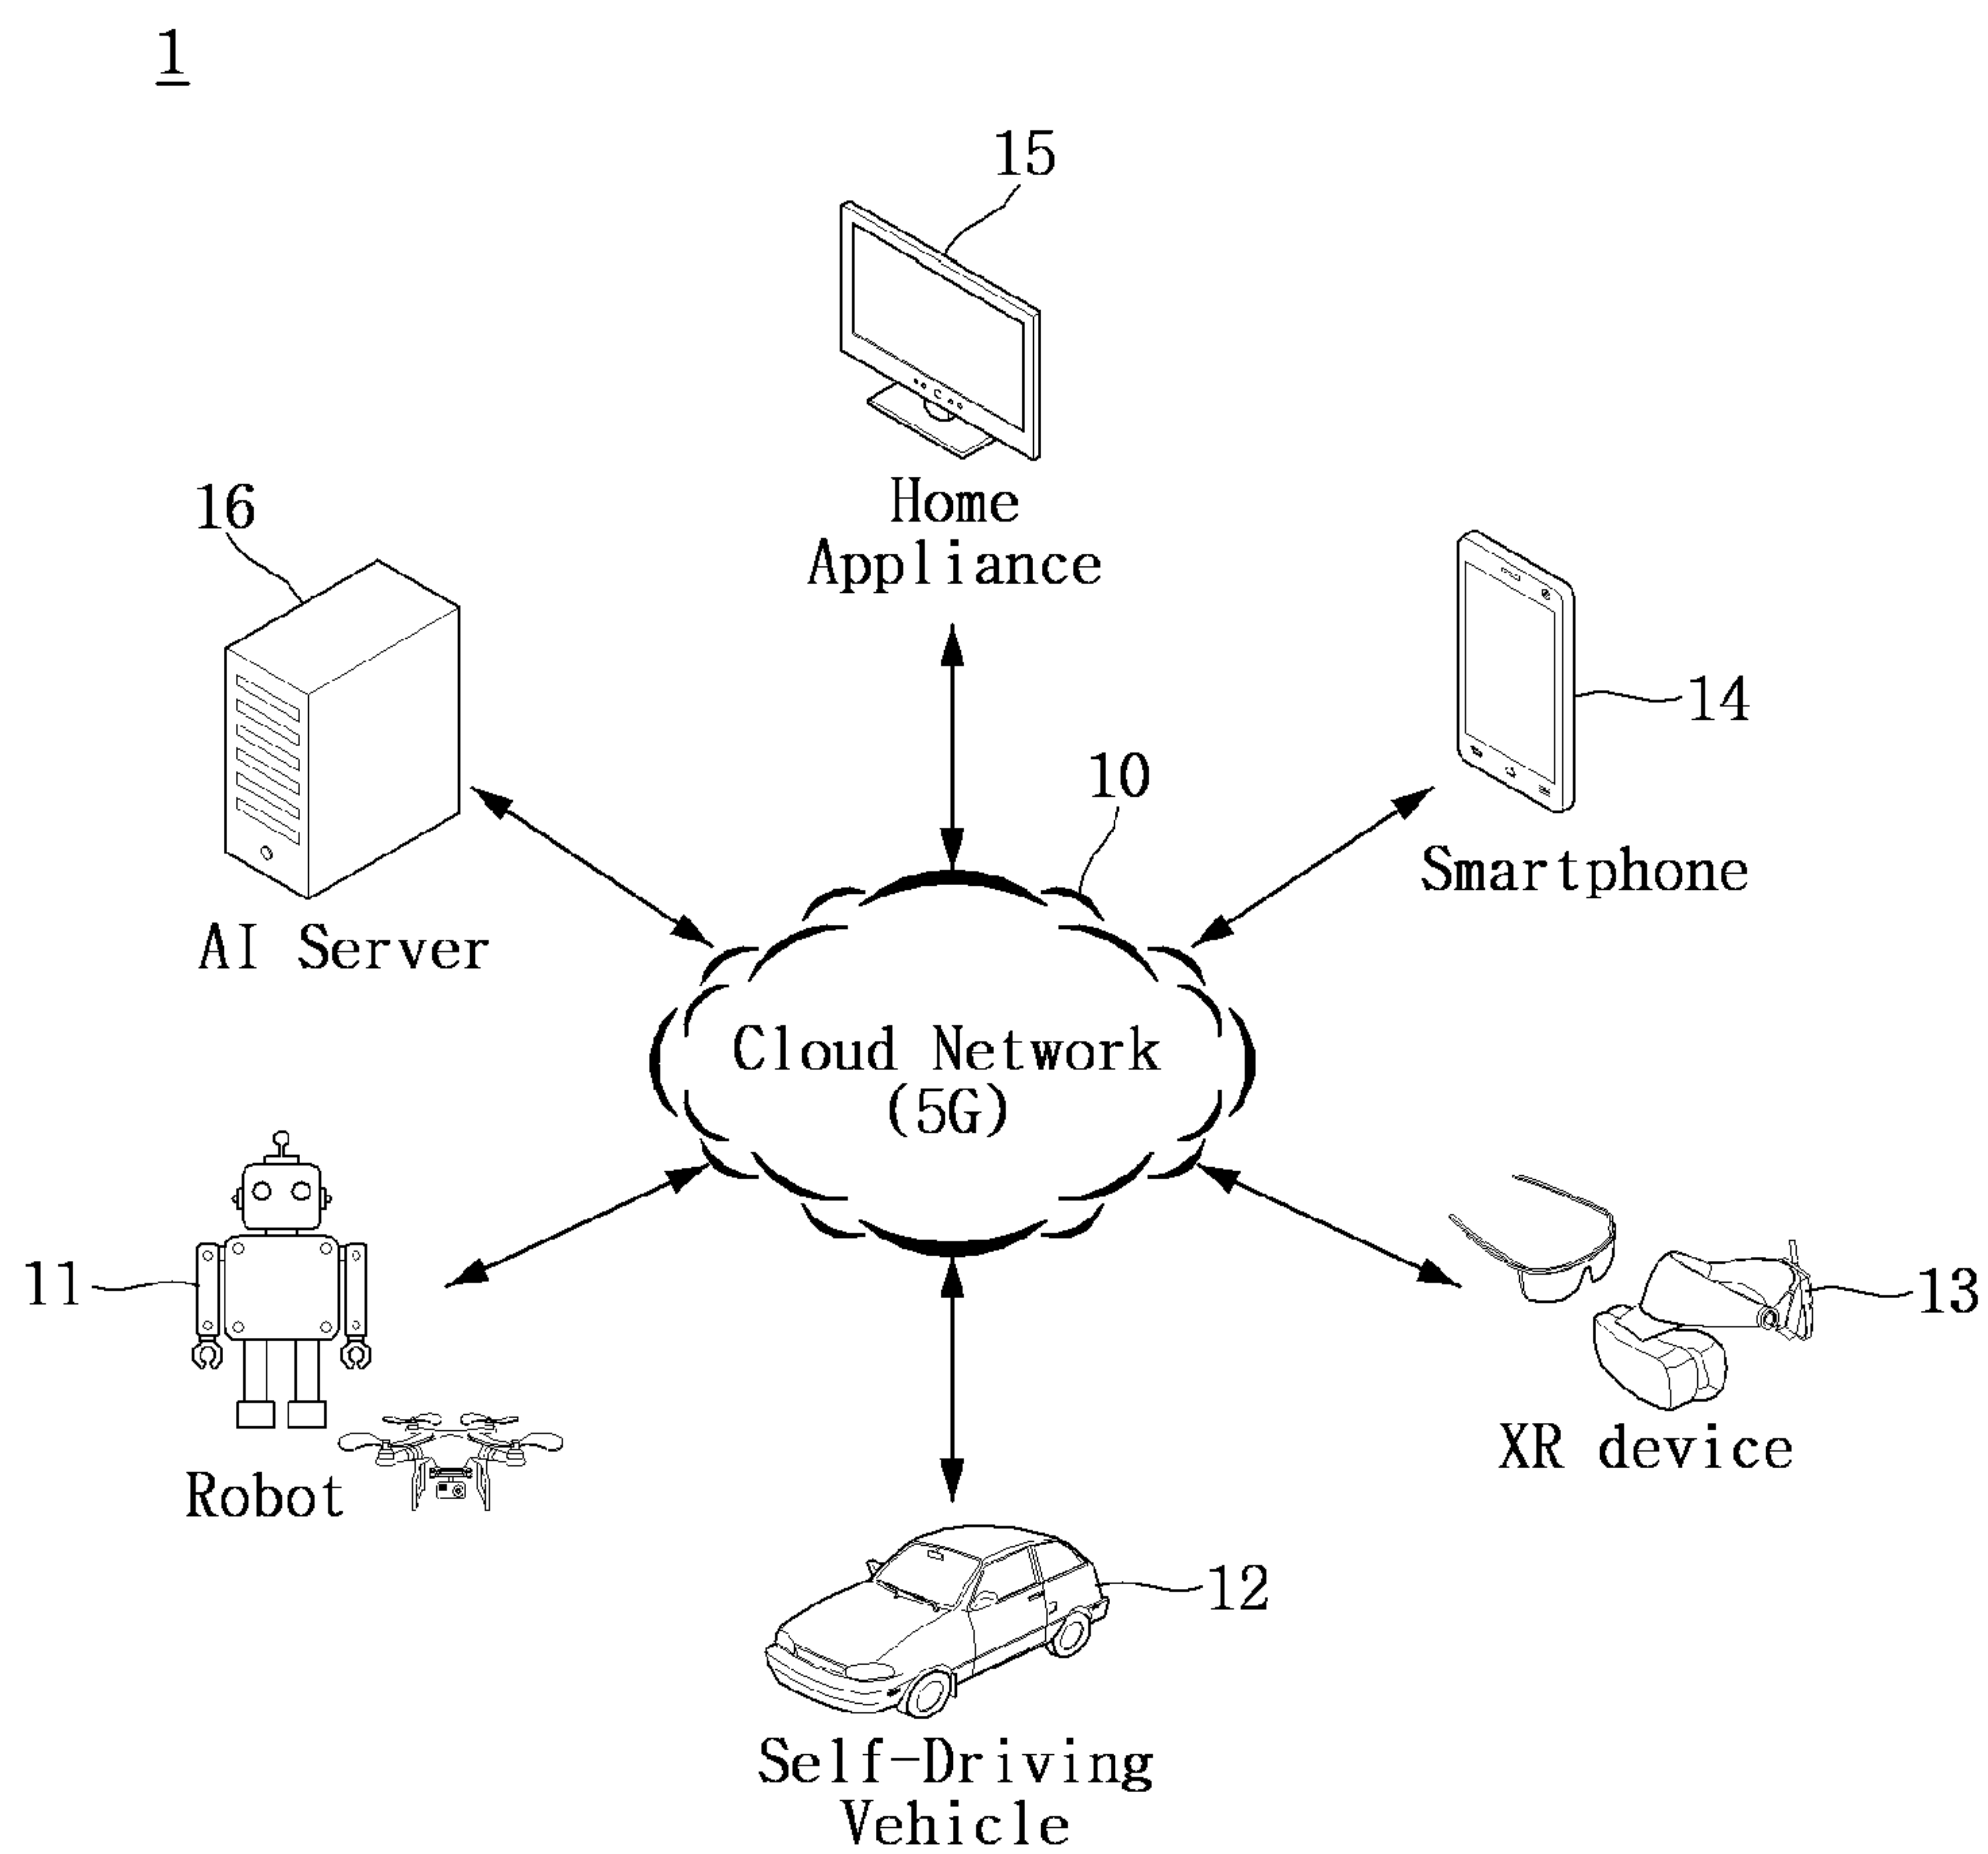 1
15
Home
Appliance
16
AI Server
14
Smartphone
10
Cloud Network
(5G)
11
Robot
13
XR device
12
Self-Driving
Vehicle